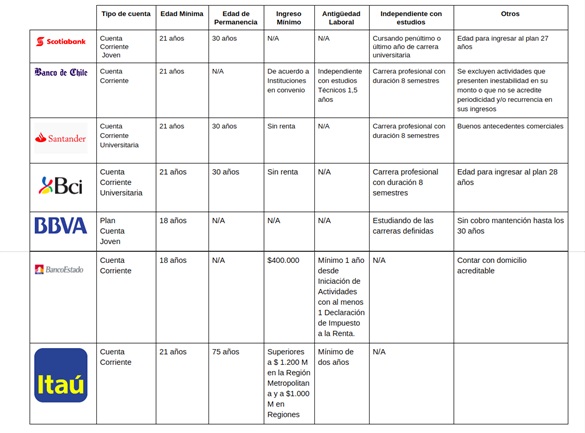 Tipo de cuenta
Edad Mínima
Edad de
Permanencia
Ingreso
Mínimo
Antigüedad
Laboral
Independiente con
estudios
Otros
Scotiabank
Cuenta
Corriente
Joven
21 años
30 años
N/A
N/A
Cursando penúltimo o
último año de carrera
universitaria
Edad para ingresar al plan 27
años
Banco de Chile
Cuenta
Corriente
21 años
N/A
De acuerdo a
Instituciones
en convenio
Independiente
con estudios
Técnicos 1,5
años
Carrera profesional con
duración 8 semestres
Se excluyen actividades que
presenten inestabilidad en su
monto o que no se acredite
periodicidad y/o recurrencia en
sus ingresos
Santander
Cuenta
Corriente
Universitaria
21 años
30 años
Sin renta
N/A
Carrera profesional con
duración 8 semestres
Buenos antecedentes comerciales
Bci
Cuenta
Corriente
Universitaria
21 años
30 años
Sin renta
N/A
Carrera profesional
con duración 8
semestres
Edad para ingresar al plan 28
años
BBVA
Plan
Cuenta
Joven
18 años
N/A
N/A
N/A
Estudiando de las
carreras definidas
Sin cobro mantención hasta los
30 años
BancoEstado
Cuenta
Corriente
18 años
N/A
$400.000
Mínimo 1 año
desde
Iniciación de
Actividades
con al menos
1 Declaración
de Impuesto
a la Renta.
N/A
Contar con domicilio
acreditable
Itaú
Cuenta
Corriente
21 años
75 años
Superiores
a $ 1.200 M
en la Región
Metropolitan
a y a $1.000
M en
Regiones
Mínimo de
dos años
N/A